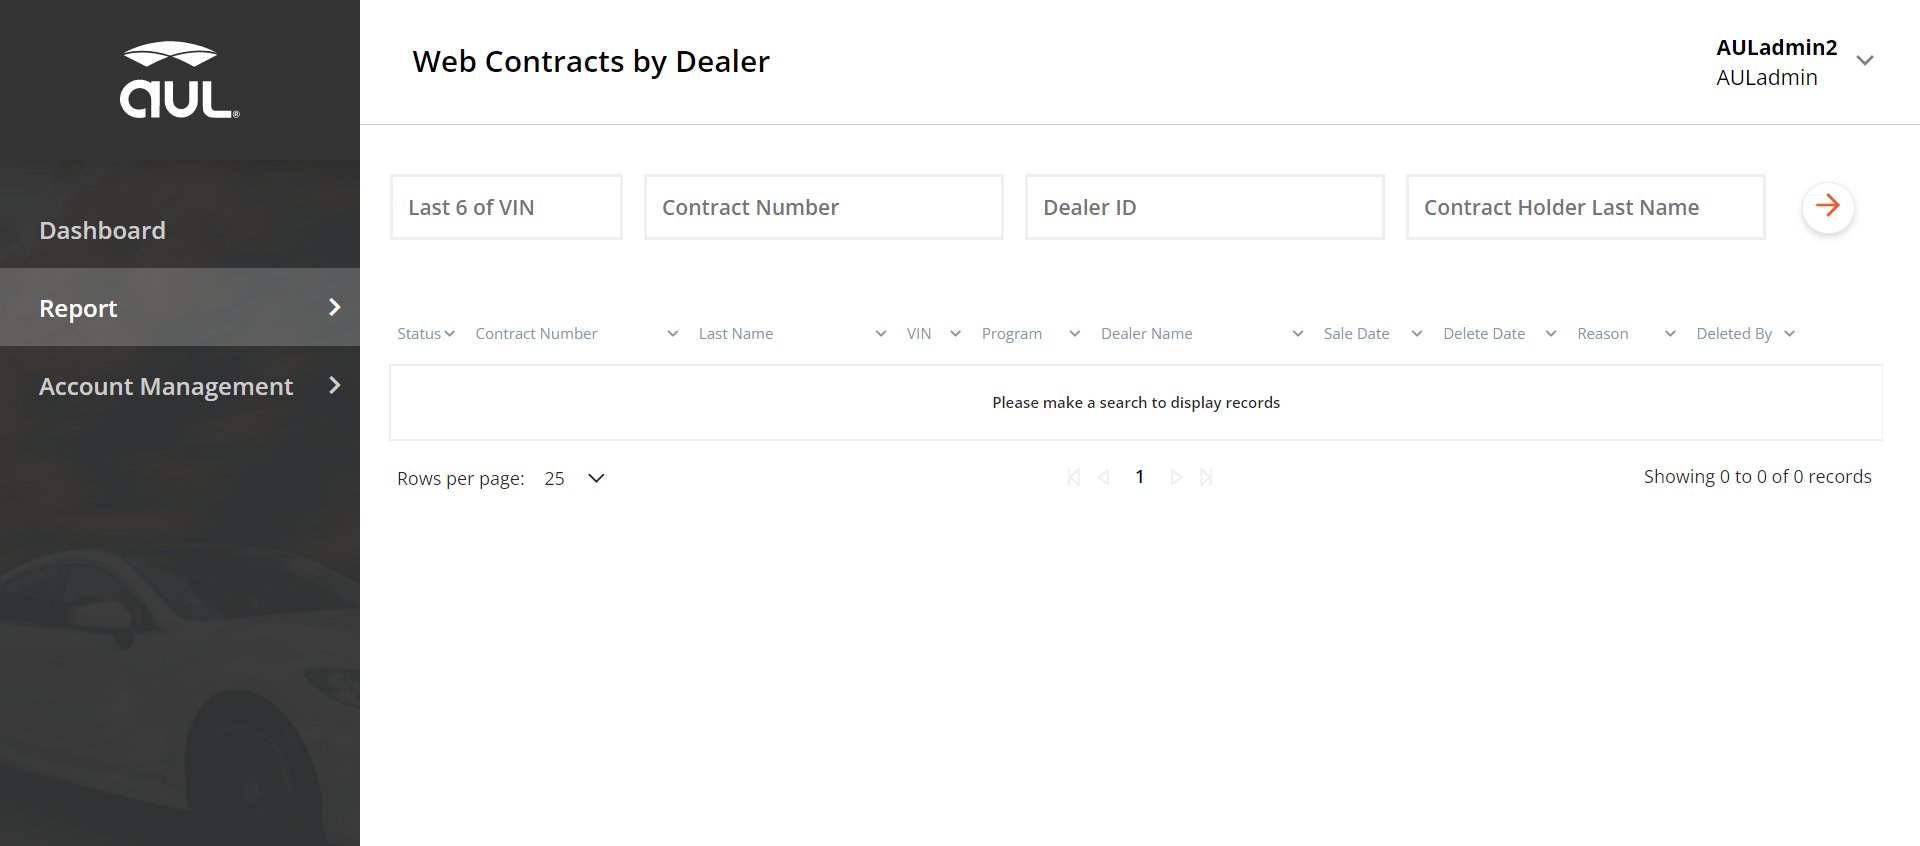 aUL®
Web Contracts by Dealer
AULadmin2
AULadmin
Dashboard
Report
Account Management
Last 6 of VIN
Contract Number
Dealer ID
Contract Holder Last Name
Status Contract Number Last Name VIN Program Dealer Name Sale Date Delete Date Reason Deleted By
Please make a search to display records
Rows per page: 25
1
Showing 0 to 0 of 0 records